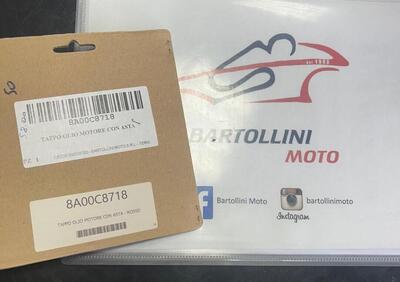 50
8A00C8718
TAPPO OLIO MOTORE CON ASTA
8A00C8718
TAPPO OLIO MOTORE CON ASTA - ROSSO
BARTOLLINI
MOTO
Bartollini Moto
bartollinimoto
Instagram